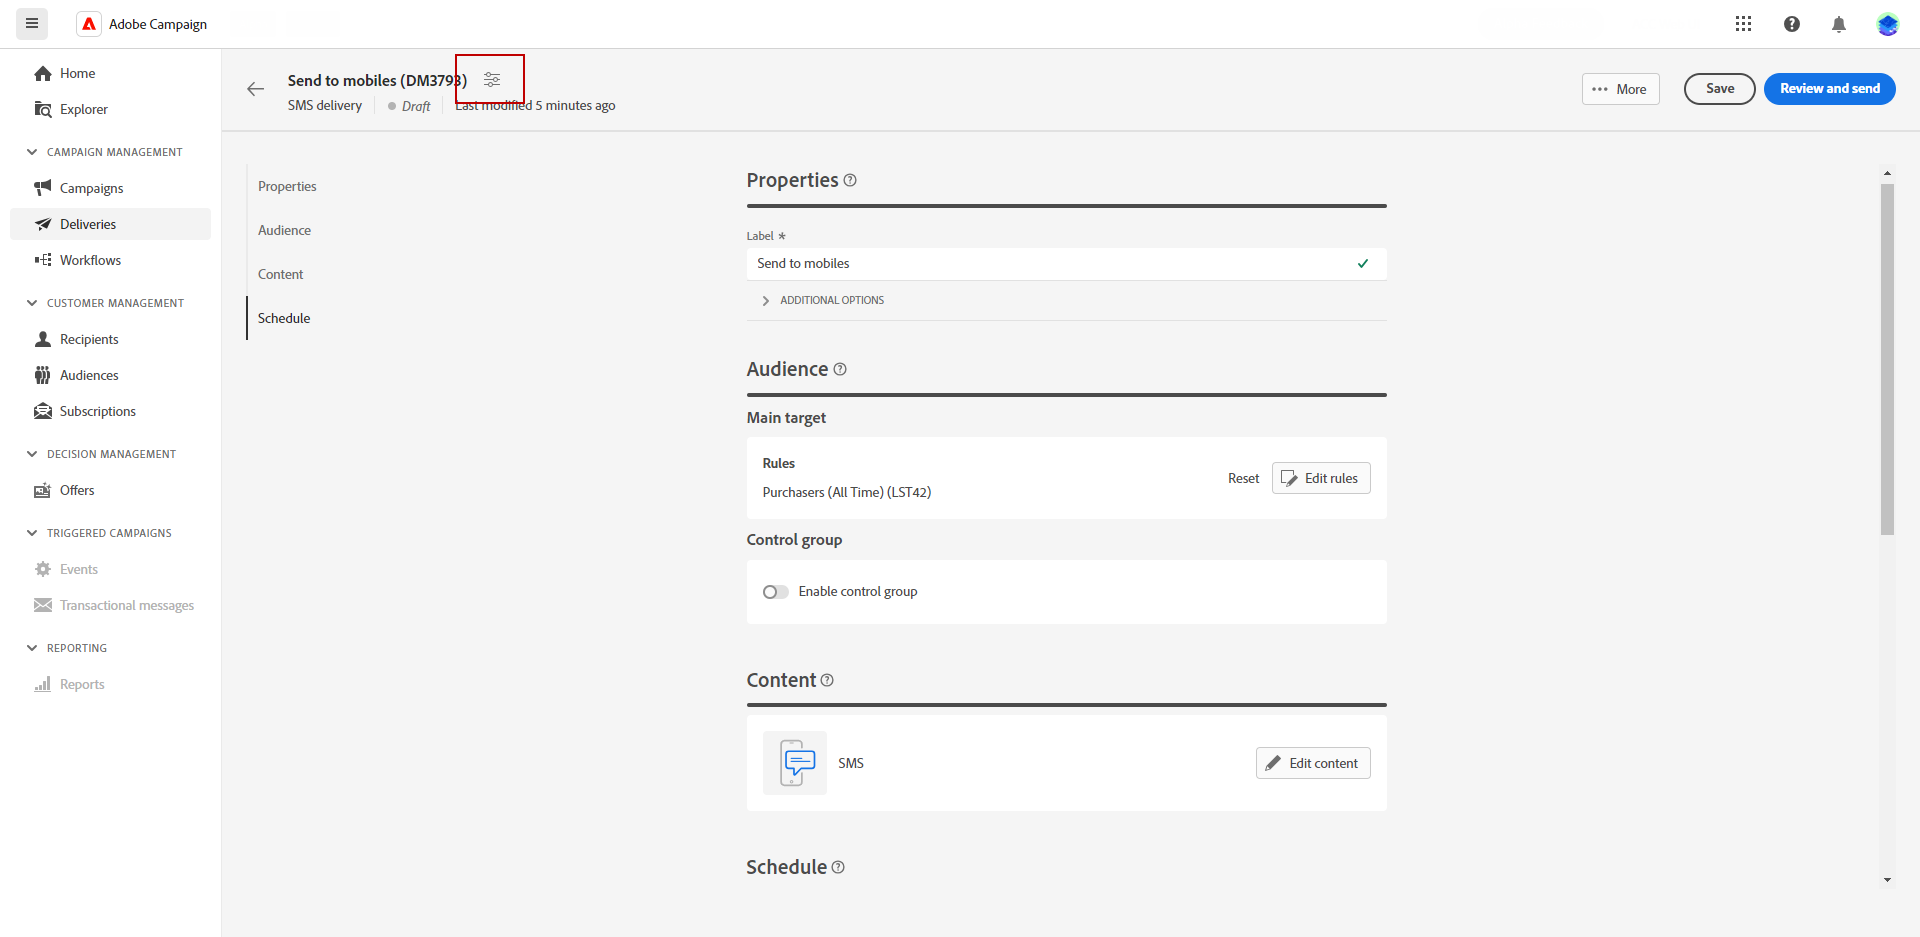 Adobe Campaign
Home
Explorer
CAMPAIGN MANAGEMENT
Campaigns
Deliveries
Workflows
CUSTOMER MANAGEMENT
Recipients
Audiences
Subscriptions
DECISION MANAGEMENT
Offers
TRIGGERED CAMPAIGNS
Events
Transactional messages
REPORTING
Reports
Send to mobiles (DM3793)
SMS delivery Draft Last modified 5 minutes ago
More
Save
Review and send
Properties
Audience
Content
Schedule
Properties
Label *
Send to mobiles
ADDITIONAL OPTIONS
Audience
Main target
Rules
Purchasers (All Time) (LST42)
Reset
Edit rules
Control group
Enable control group
Content
SMS
Edit content
Schedule